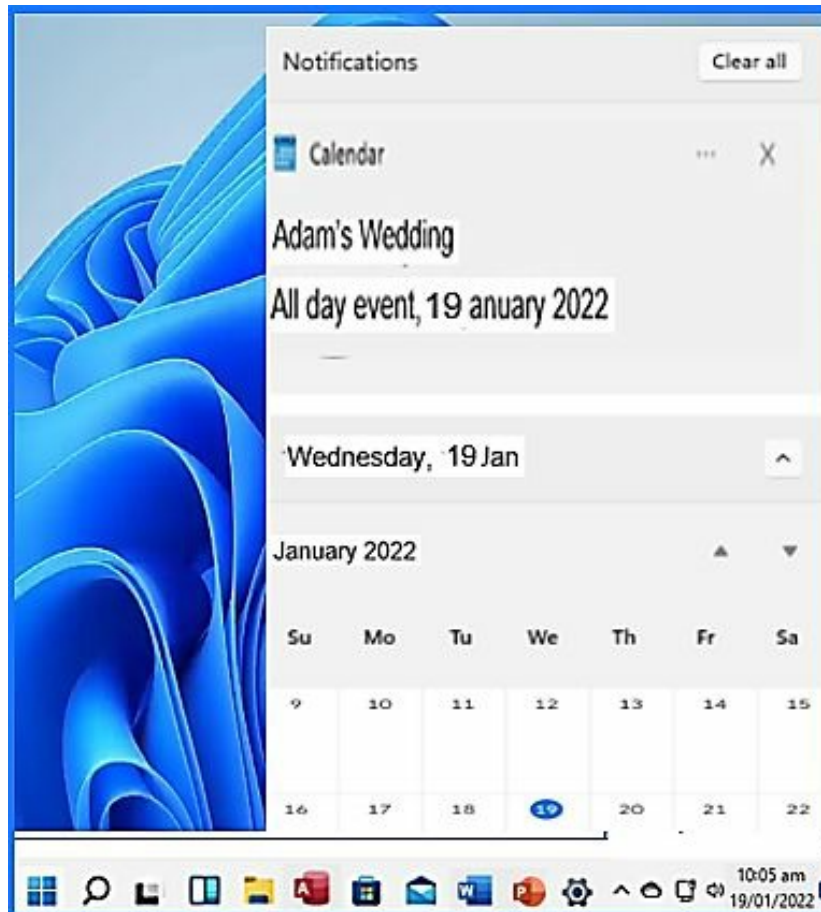 Notifications Clear all
Calendar ... X
Adam's Wedding
All day event, 19 anuary 2022
Wednesday, 19 Jan
January 2022
Su Mo Tu We Th Fr Sa
9 10 11 12 13 14 15
16 17 18 19 20 21 22
10:05 am
19/01/2022